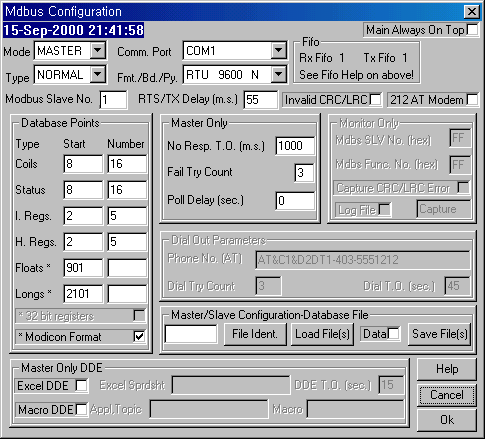 Mdbus Configuration
15-Sep-2000 21:41:58
Main Always On Top
Mode MASTER Comm. Port COM1
Fifo
Rx Fifo 1 Tx Fifo 1
See Fifo Help on above!
Type NORMAL Fmt./Bd./Py. RTU 9600 N
Modbus Slave No. 1 RTS/TX Delay (m.s.) 55 Invalid CRC/LRC 212 AT Modem
Database Points
Type Start Number
Coils 8 16
Status 8 16
I. Regs. 2 5
H. Regs. 2 5
Floats * 901
Longs * 2101
* 32 bit registers
* Modicon Format
Master Only
No Resp. T.O. (m.s.) 1000
Fail Try Count 3
Poll Delay (sec.) 0
Monitor Only
Mdbs SLV No. (hex) FF
Mdbs Func. No. (hex) FF
Capture CRC/LRC Error
Log File Capture
Dial Out Parameters
Phone No. (AT) AT&C1&D2DT1-403-5551212
Dial Try Count 3 Dial T.O. (sec.) 45
Master/Slave Configuration-Database File
File Ident. Load File(s) Data Save File(s)
Master Only DDE
Excel DDE Excel Sprdsht DDE T.O. (sec.) 15
Macro DDE Appl,Topic Macro
Help
Cancel
Ok